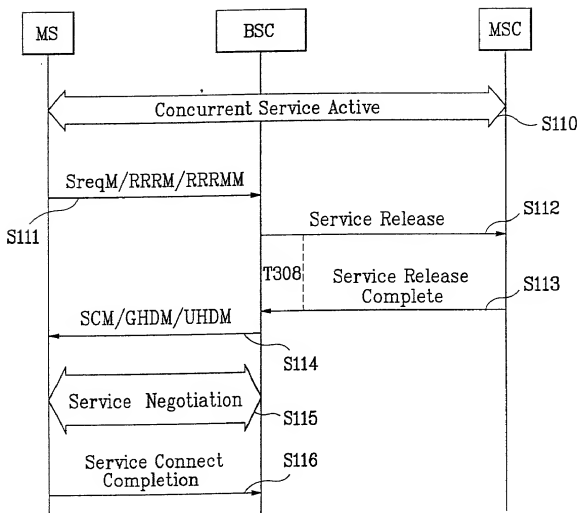 MS BSC MSC
Concurrent Service Active
S110
SreqM/RRRM/RRRMM
S111
Service Release
S112
T308
Service Release
Complete
S113
SCM/GHDM/UHDM
S114
Service Negotiation
S115
Service Connect
Completion
S116